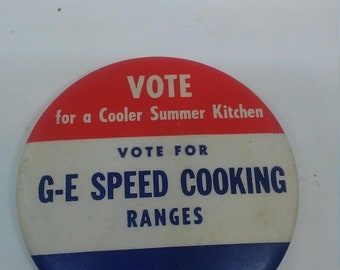 VOTE
for a Cooler Summer Kitchen
VOTE FOR
G-E SPEED COOKING
RANGES